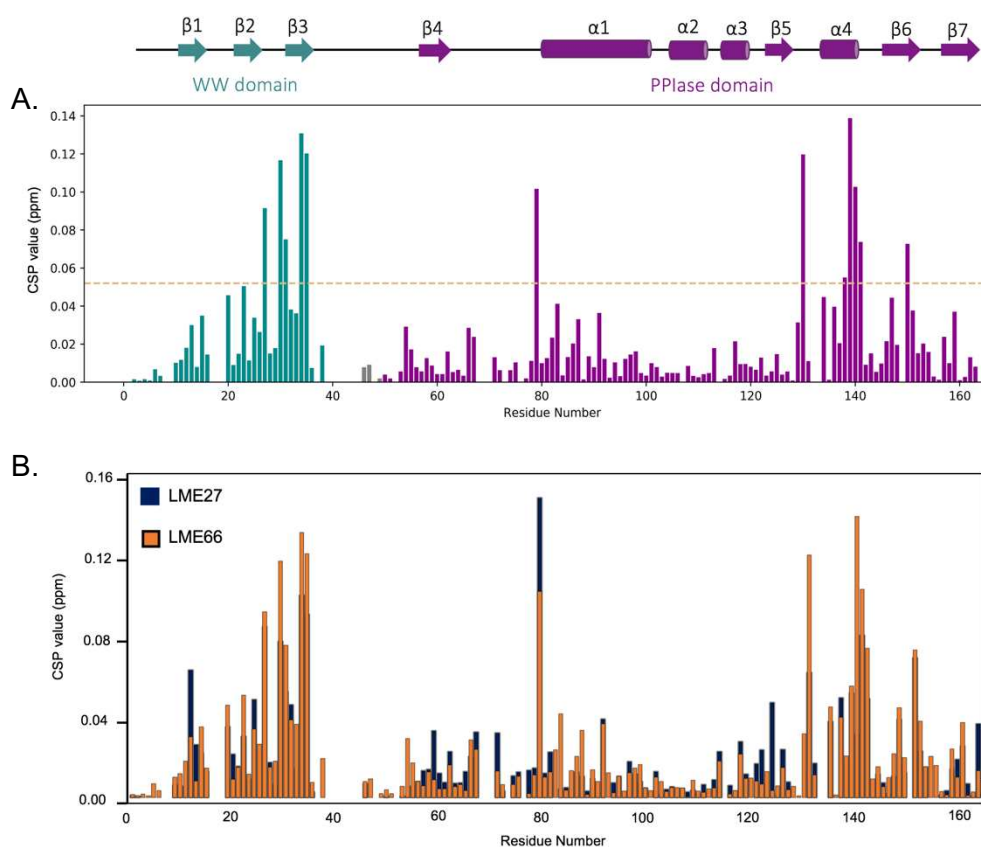 β1 β2 β3 β4 α1 α2 α3 β5 α4 β6 β7
WW domain PPIase domain
A.
0.14
0.12
0.10
0.08
0.06
0.04
0.02
0.00
CSP value (ppm)
0 20 40 60 80 100 120 140 160
Residue Number
B.
0.16
0.12
0.08
0.04
0.00
CSP value (ppm)
LME27
LME66
0 20 40 60 80 100 120 140 160
Residue Number